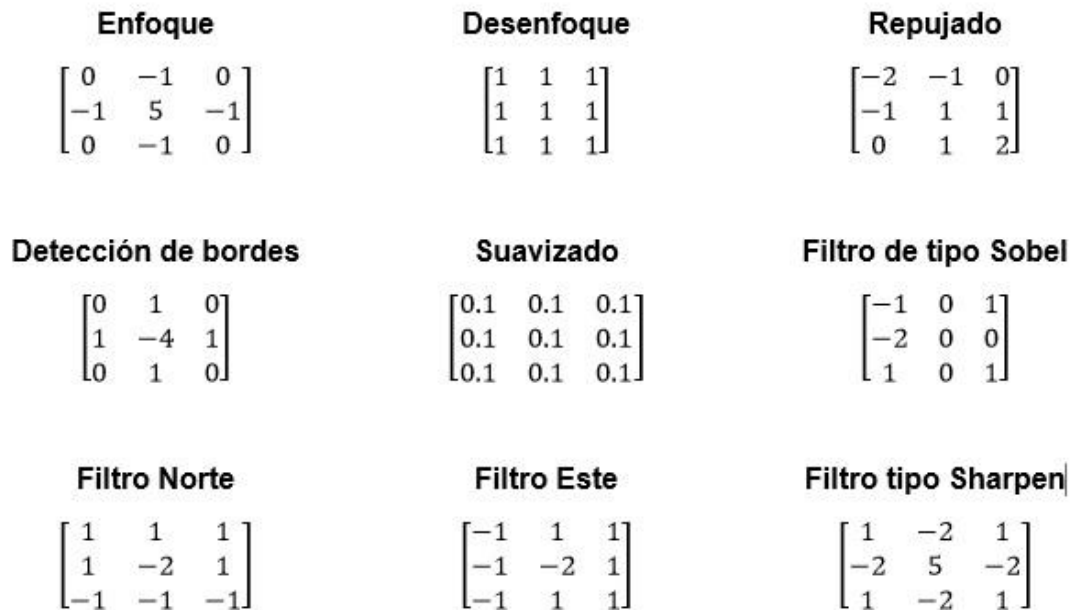 Enfoque Desenfoque Repujado
0 −1 0 1 1 1 −2 −1 0
−1 5 −1 1 1 1 −1 1 1
0 −1 0 1 1 1 0 1 2
Detección de bordes Suavizado Filtro de tipo Sobel
0 1 0 0.1 0.1 0.1 −1 0 1
1 −4 1 0.1 0.1 0.1 −2 0 0
0 1 0 0.1 0.1 0.1 1 0 1
Filtro Norte Filtro Este Filtro tipo Sharpen
1 1 1 −1 1 1 1 −2 1
1 −2 1 −1 −2 1 −2 5 −2
−1 −1 −1 −1 1 1 1 −2 1